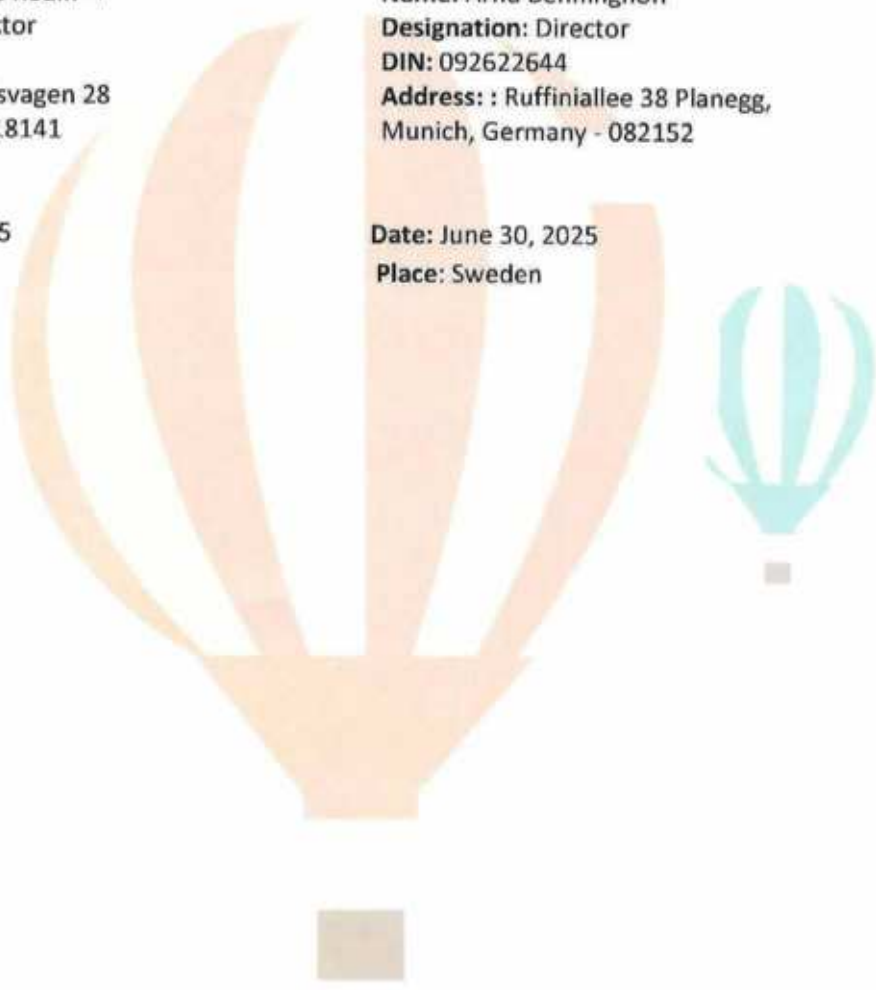 tor
Designation: Director
DIN: 092622644
svagen 28
Address: : Ruffiniallee 38 Planegg,
18141
Munich, Germany - 082152
5
Date: June 30, 2025
Place: Sweden